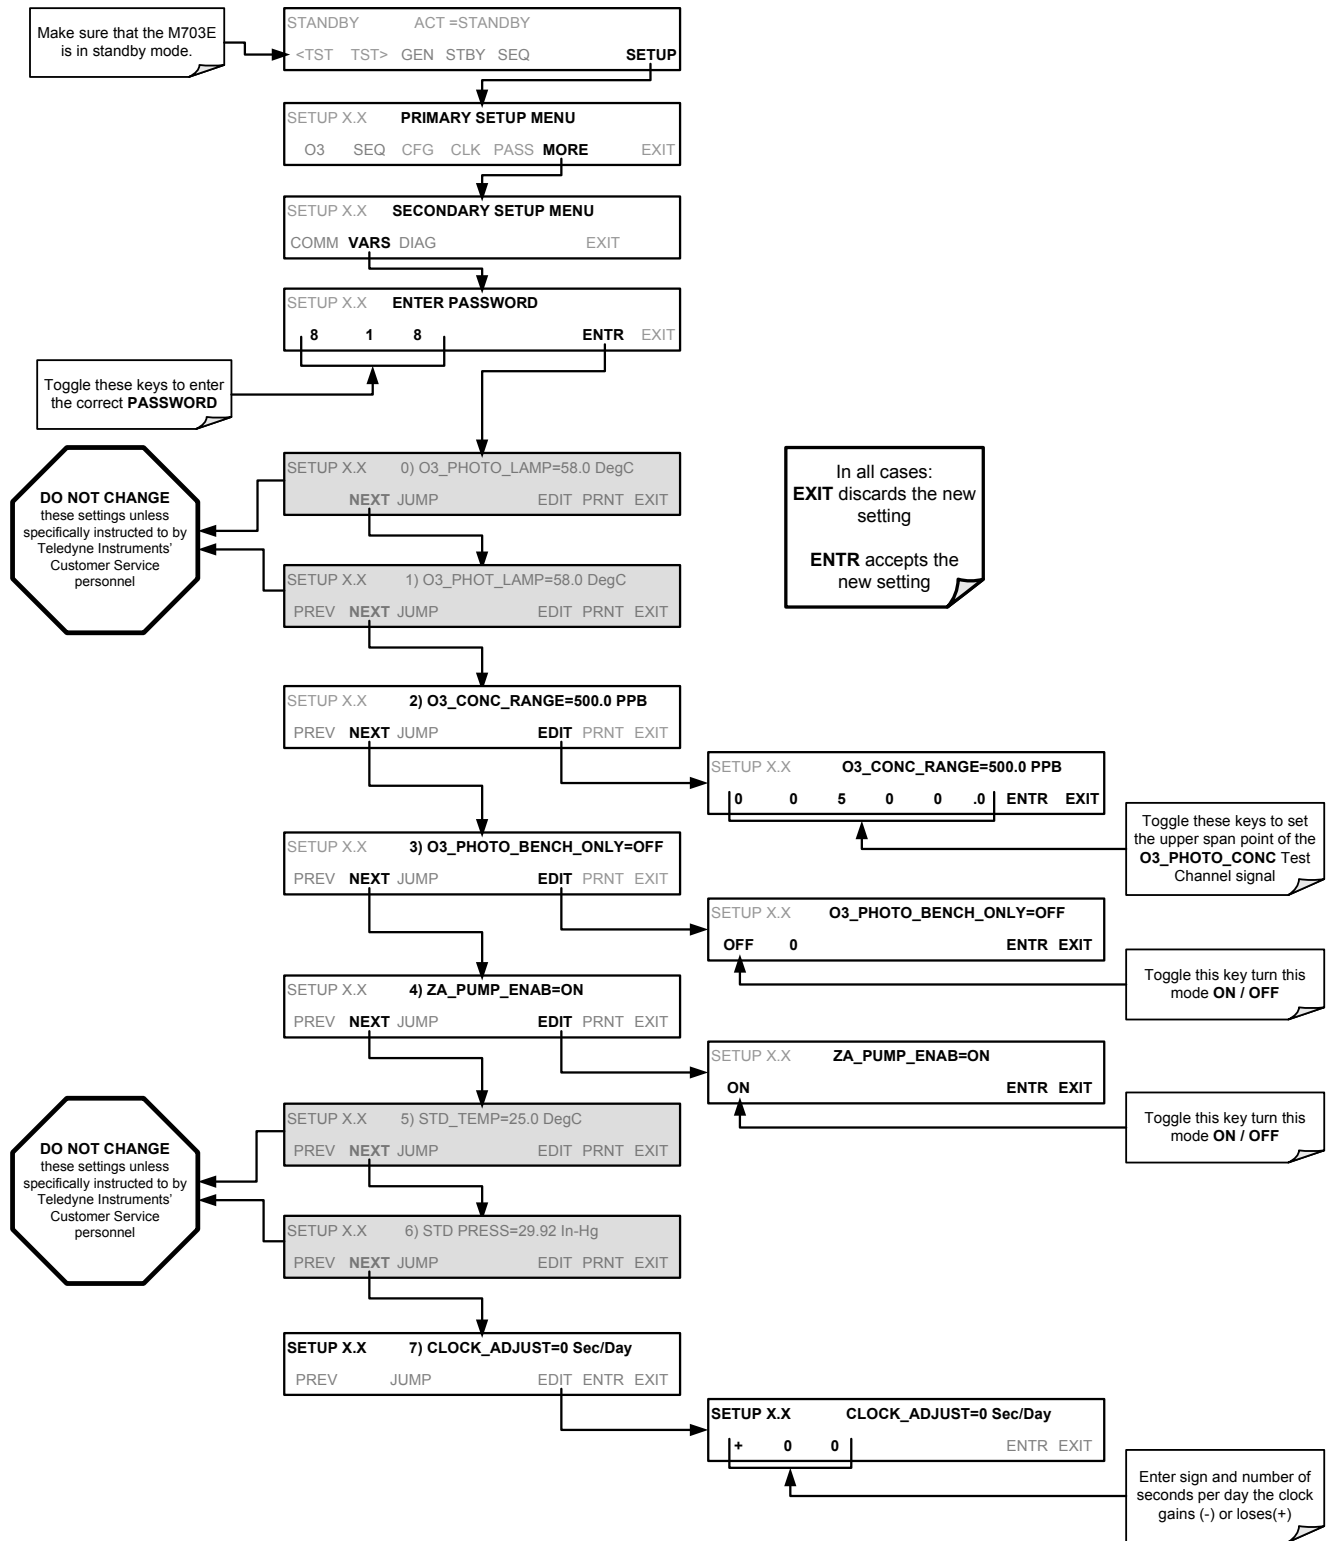 Make sure that the M703E
is in standby mode.
STANDBY ACT =STANDBY
<TST TST> GEN STBY SEQ SETUP
SETUP X.X PRIMARY SETUP MENU
O3 SEQ CFG CLK PASS MORE EXIT
SETUP X.X SECONDARY SETUP MENU
COMM VARS DIAG EXIT
SETUP X.X ENTER PASSWORD
8 1 8 ENTR EXIT
Toggle these keys to enter
the correct PASSWORD
SETUP X.X 0) O3_PHOTO_LAMP=58.0 DegC
NEXT JUMP EDIT PRNT EXIT
DO NOT CHANGE
these settings unless
specifically instructed to by
Teledyne Instruments'
Customer Service
personnel
In all cases:
EXIT discards the new
setting
ENTR accepts the
new setting
SETUP X.X 1) O3_PHOT_LAMP=58.0 DegC
PREV NEXT JUMP EDIT PRNT EXIT
SETUP X.X 2) O3_CONC_RANGE=500.0 PPB
PREV NEXT JUMP EDIT PRNT EXIT
SETUP X.X O3_CONC_RANGE=500.0 PPB
0 0 5 0 0 .0 ENTR EXIT
Toggle these keys to set
the upper span point of the
O3_PHOTO_CONC Test
Channel signal
SETUP X.X 3) O3_PHOTO_BENCH_ONLY=OFF
PREV NEXT JUMP EDIT PRNT EXIT
SETUP X.X O3_PHOTO_BENCH_ONLY=OFF
OFF 0 ENTR EXIT
Toggle this key turn this
mode ON / OFF
SETUP X.X 4) ZA_PUMP_ENAB=ON
PREV NEXT JUMP EDIT PRNT EXIT
SETUP X.X ZA_PUMP_ENAB=ON
ON ENTR EXIT
Toggle this key turn this
mode ON / OFF
SETUP X.X 5) STD_TEMP=25.0 DegC
PREV NEXT JUMP EDIT PRNT EXIT
DO NOT CHANGE
these settings unless
specifically instructed to by
Teledyne Instruments'
Customer Service
personnel
SETUP X.X 6) STD PRESS=29.92 In-Hg
PREV NEXT JUMP EDIT PRNT EXIT
SETUP X.X 7) CLOCK_ADJUST=0 Sec/Day
PREV JUMP EDIT ENTR EXIT
SETUP X.X CLOCK_ADJUST=0 Sec/Day
+ 0 0 ENTR EXIT
Enter sign and number of
seconds per day the clock
gains (-) or loses(+)